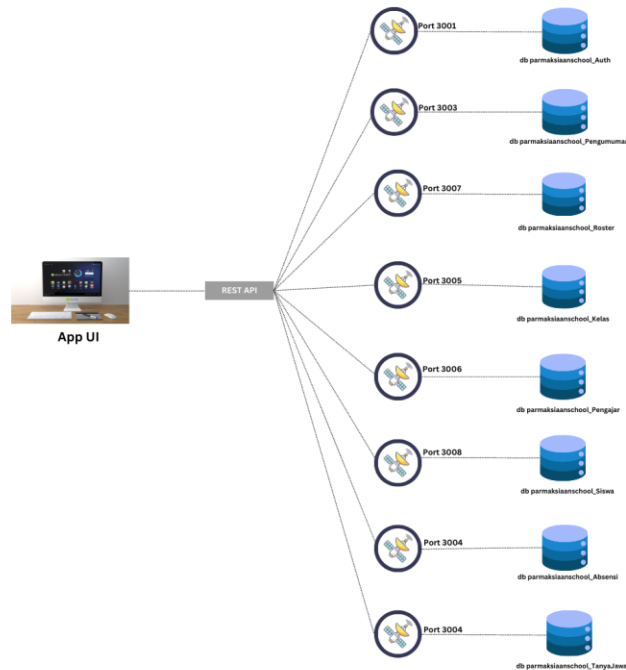 Port 3001
db parmaksiaanschool_Auth
Port 3003
db parmaksiaanschool_Pengumuman
Port 3007
db parmaksiaanschool_Roster
REST API
App UI
Port 3005
db parmaksiaanschool_Kelas
Port 3006
db parmaksiaanschool_Pengajar
Port 3008
db parmaksiaanschool_Siswa
Port 3004
db parmaksiaanschool_Absensi
Port 3004
db parmaksiaanschool_TanyaJawa